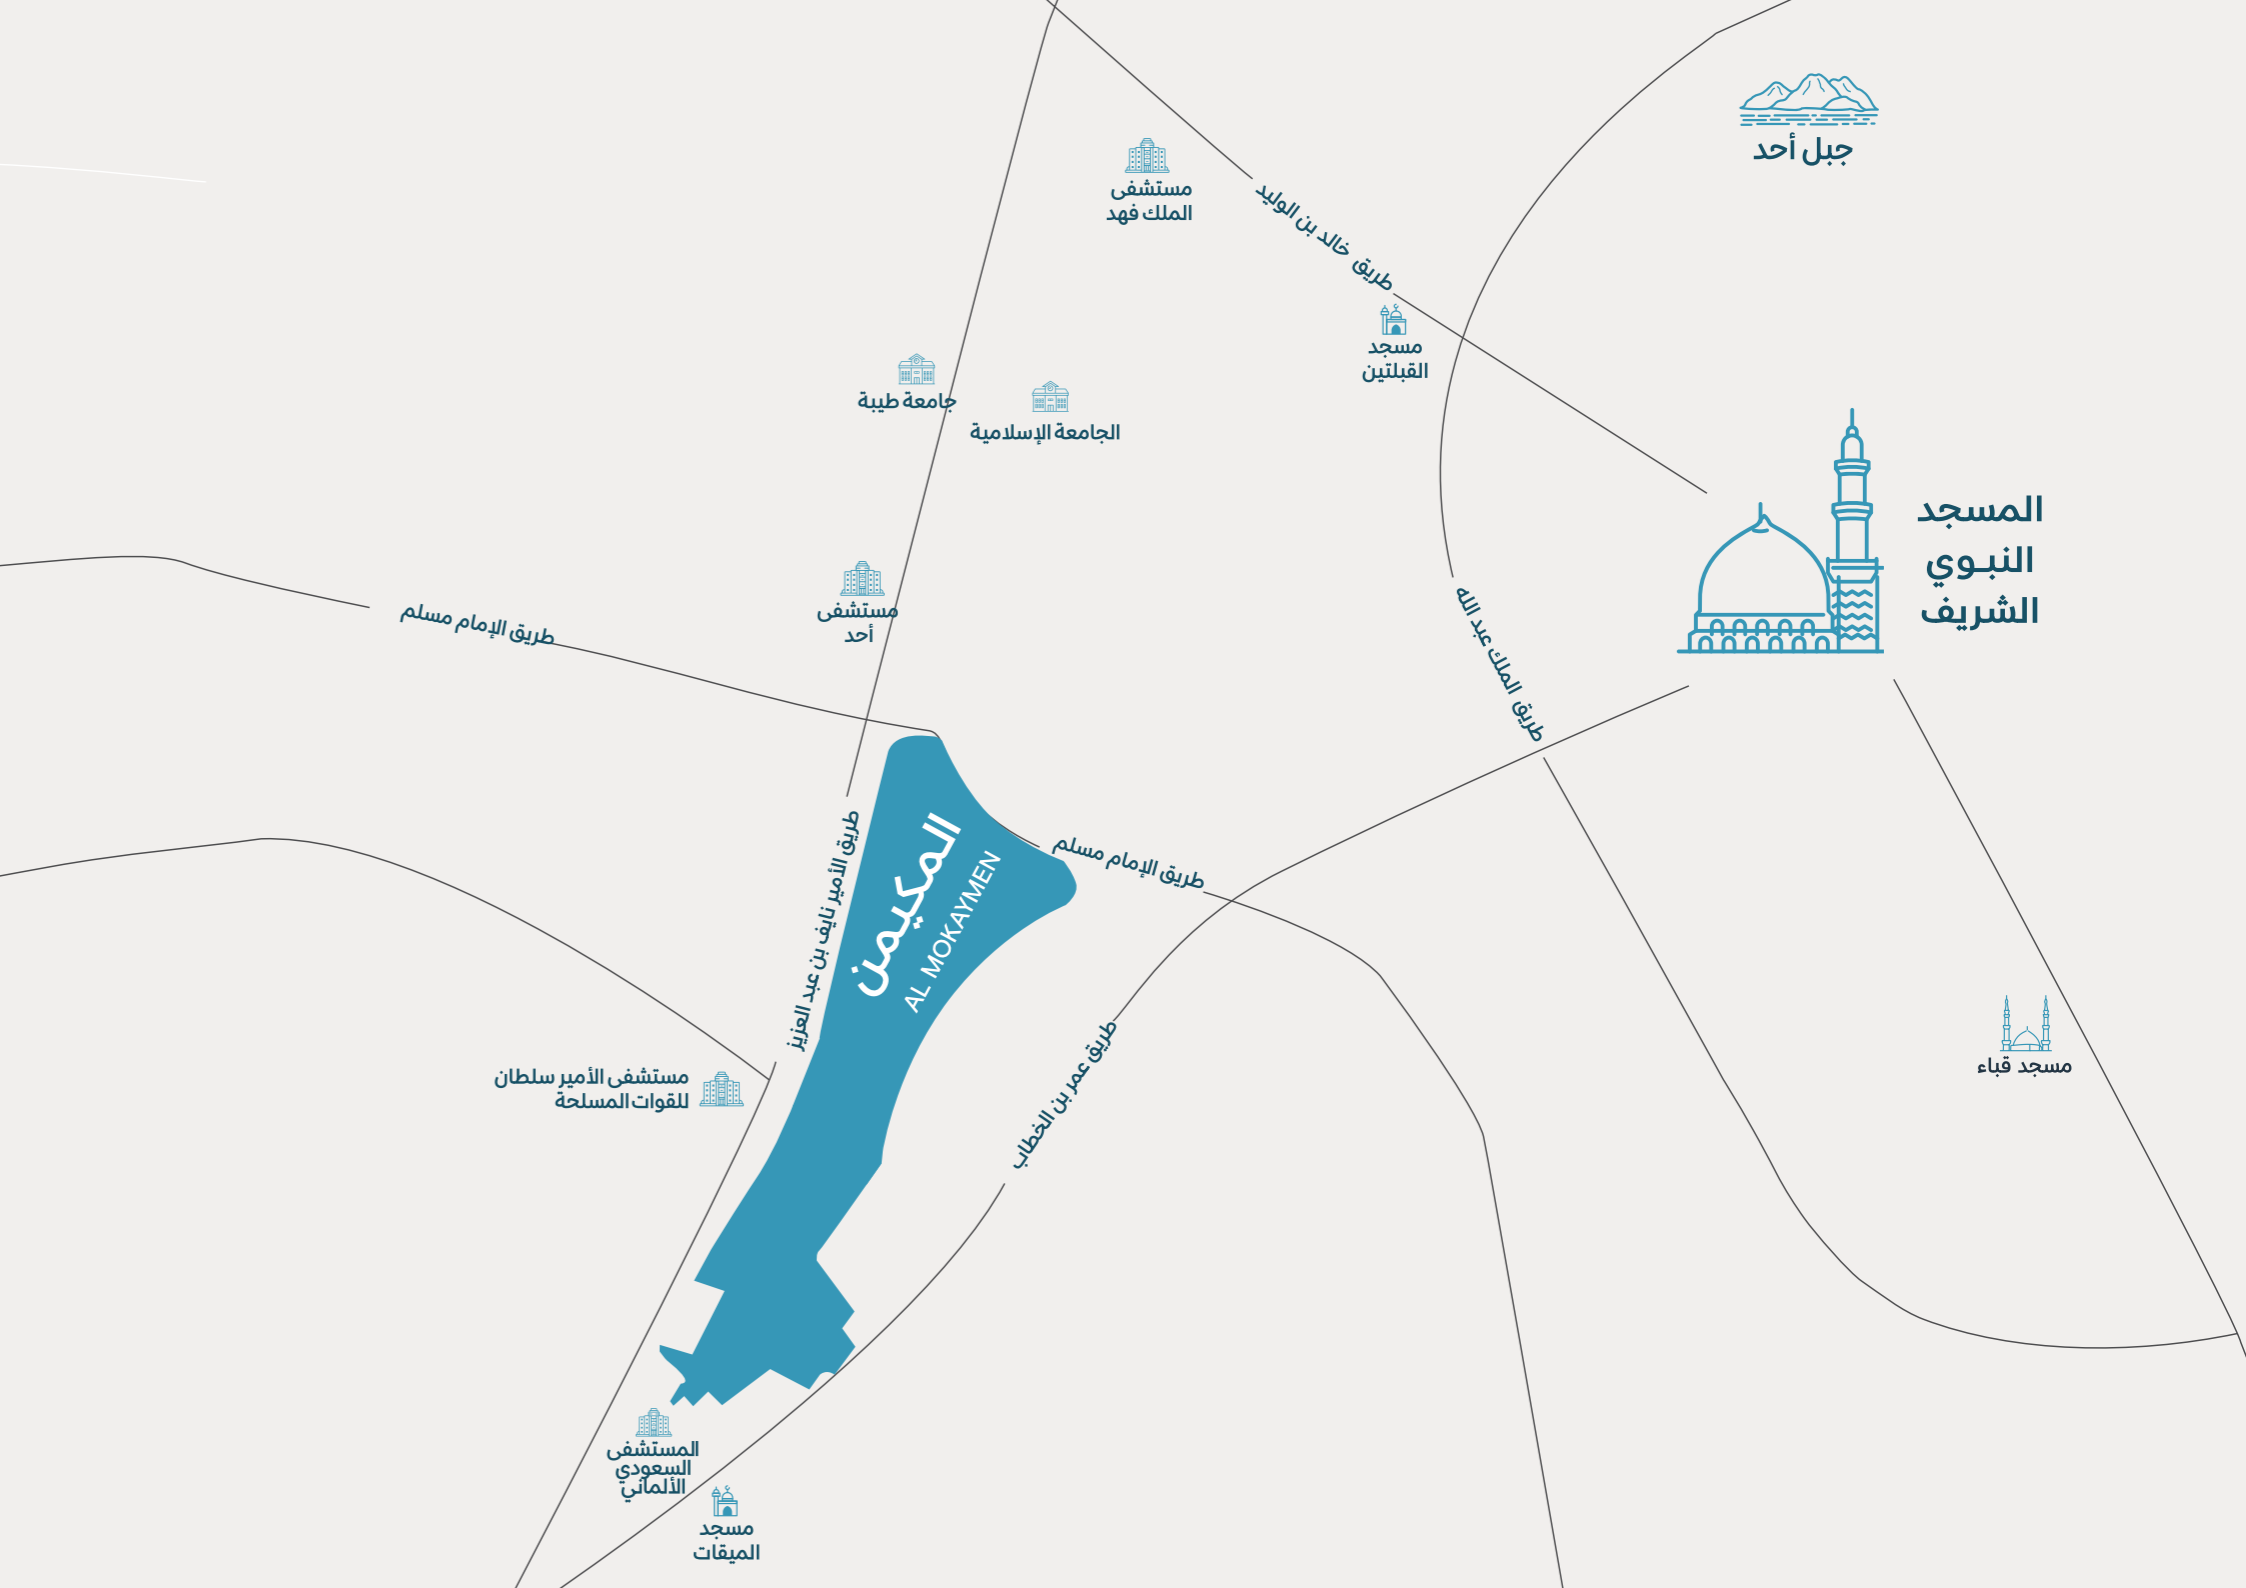 جبل أحد
مستشفى
الملك فهد
طريق خالد بن الوليد
مسجد
القبلتين
جامعة طيبة
الجامعة الإسلامية
المسجد
النبوي
الشريف
مستشفى
أحد
طريق الإمام مسلم
طريق الملك عبد الله
طريق الأمير نايف بن عبد العزيز
المكيمن
AL MOKAYMEN
طريق الإمام مسلم
طريق عمر بن الخطاب
مسجد قباء
مستشفى الأمير سلطان
للقوات المسلحة
المستشفى
السعودي
الألماني
مسجد
الميقات